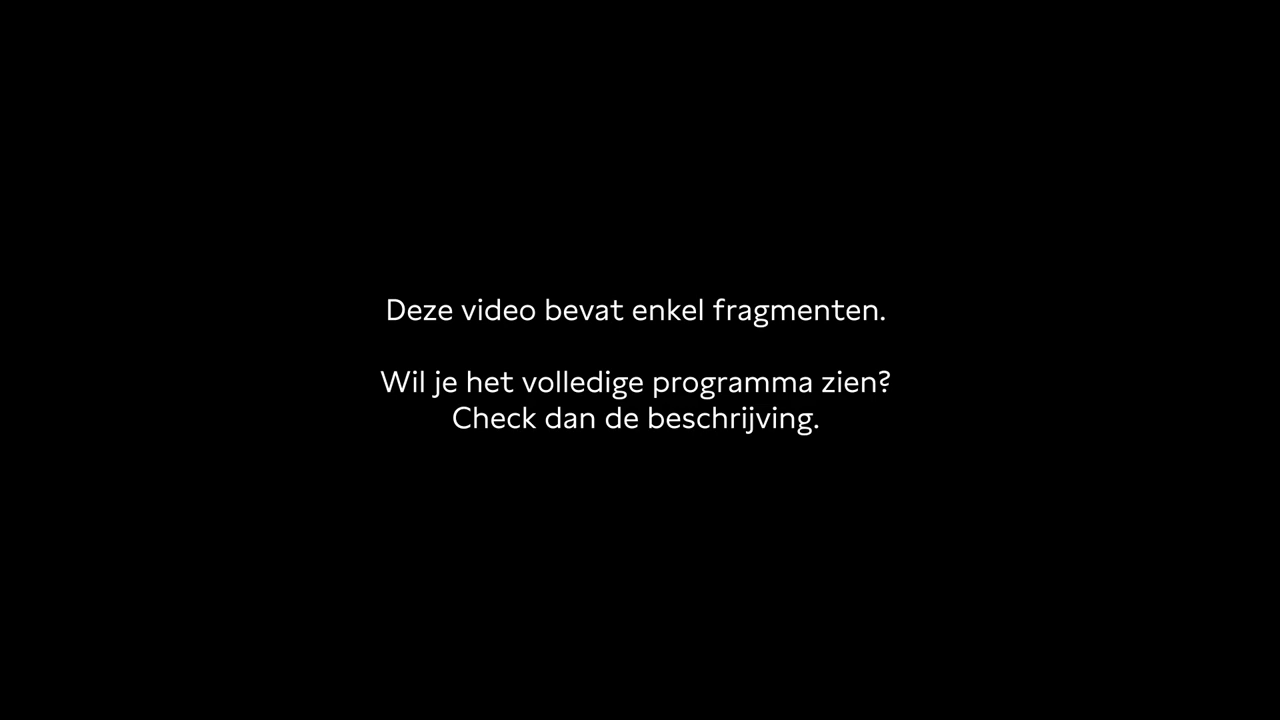 Deze video bevat enkel fragmenten.
Wil je het volledige programma zien?
Check dan de beschrijving.